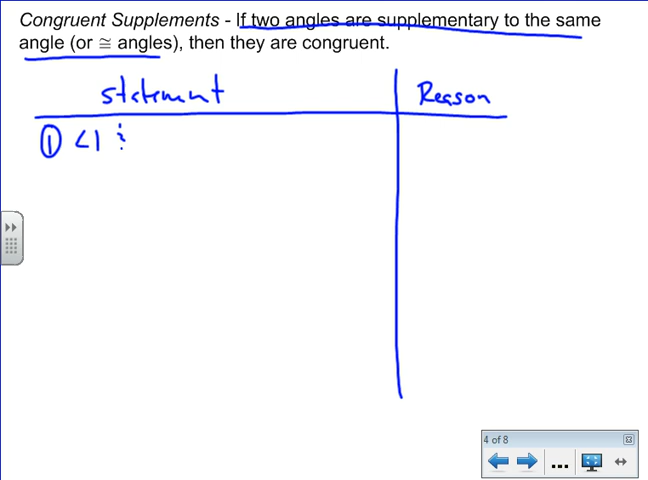 Congruent Supplements - If two angles are supplementary to the same
angle (or ≅ angles), then they are congruent.
statement Reason
① <1 &
4 of 8
...